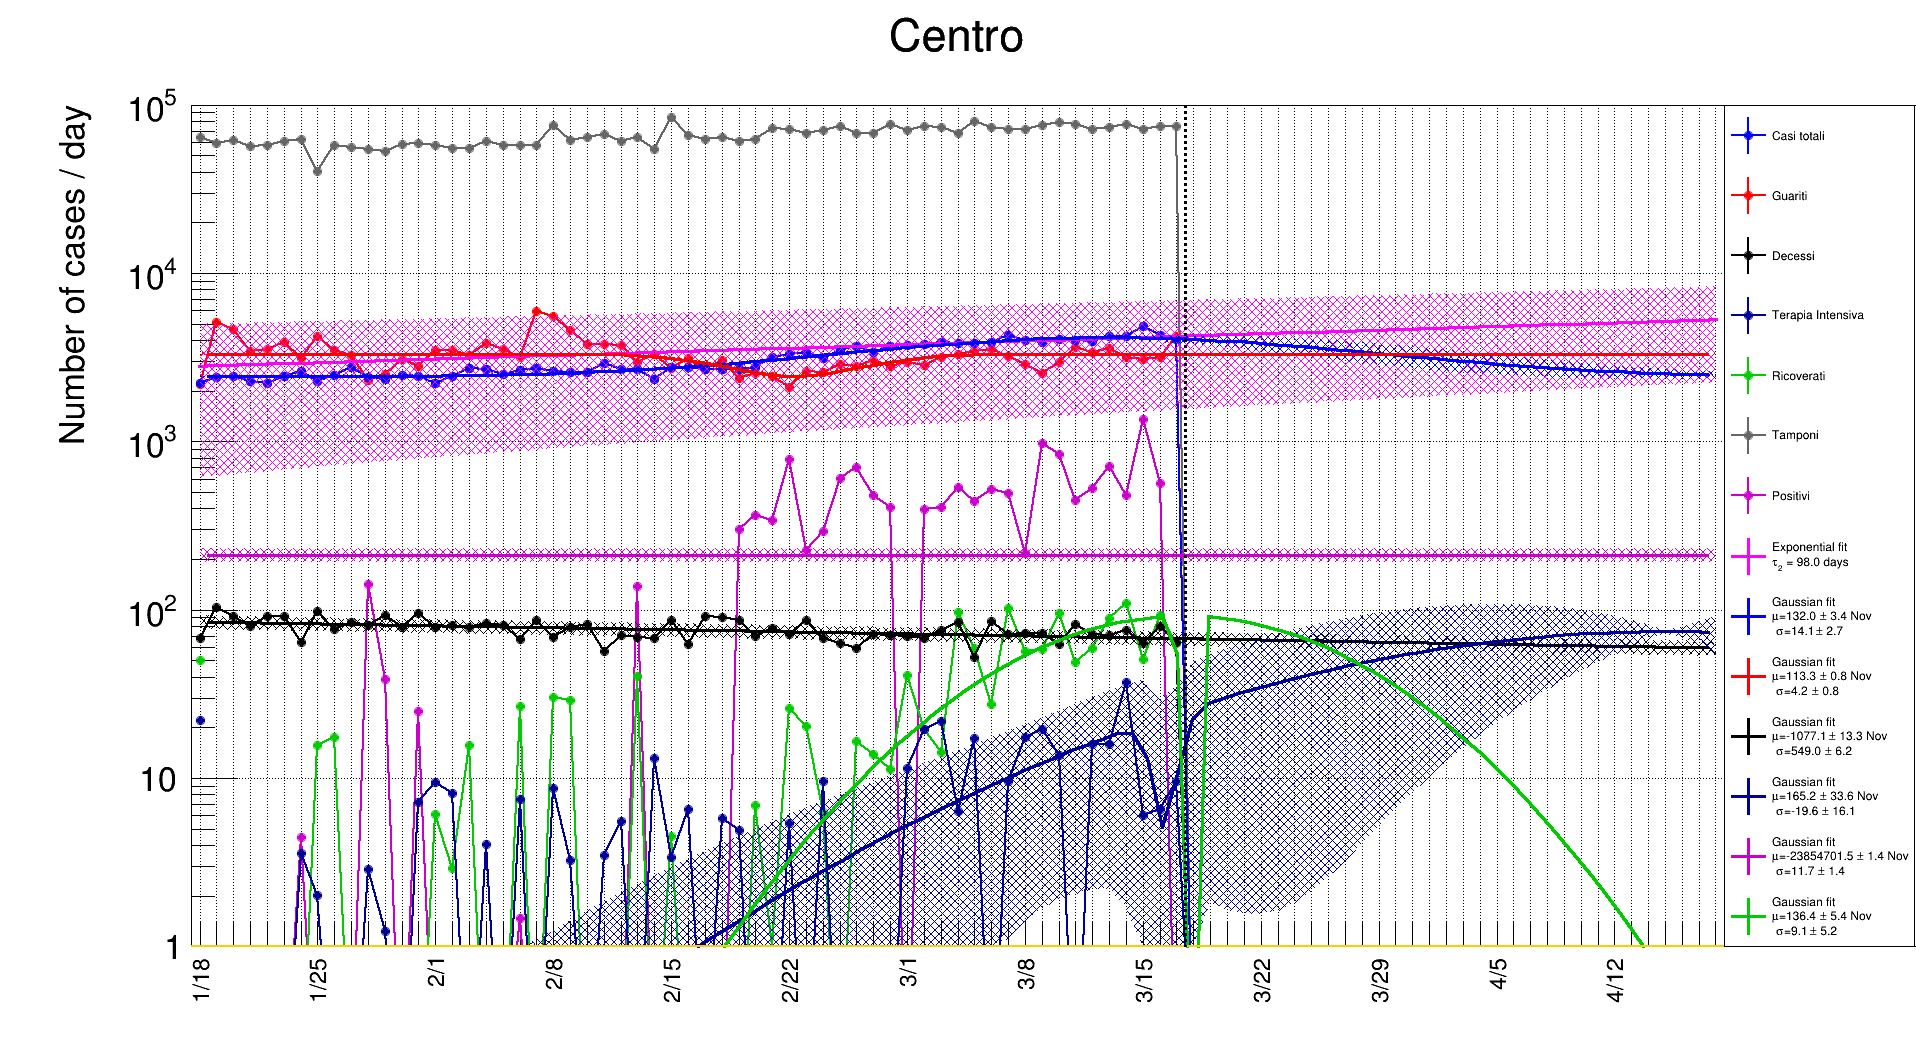 Centro
Number of cases / day
10^5
10^4
10^3
10^2
10
1
1/18
1/25
2/1
2/8
2/15
2/22
3/1
3/8
3/15
3/22
3/29
4/5
4/12
Casi totali
Guariti
Decessi
Terapia Intensiva
Ricoverati
Tamponi
Positivi
Exponential fit
τ_2 = 98.0 days
Gaussian fit
μ=132.0 ± 3.4 Nov
σ=14.1 ± 2.7
Gaussian fit
μ=113.3 ± 0.8 Nov
σ=4.2 ± 0.8
Gaussian fit
μ=-1077.1 ± 13.3 Nov
σ=549.0 ± 6.2
Gaussian fit
μ=165.2 ± 33.6 Nov
σ=-19.6 ± 16.1
Gaussian fit
μ=-23854701.5 ± 1.4 Nov
σ=11.7 ± 1.4
Gaussian fit
μ=136.4 ± 5.4 Nov
σ=9.1 ± 5.2